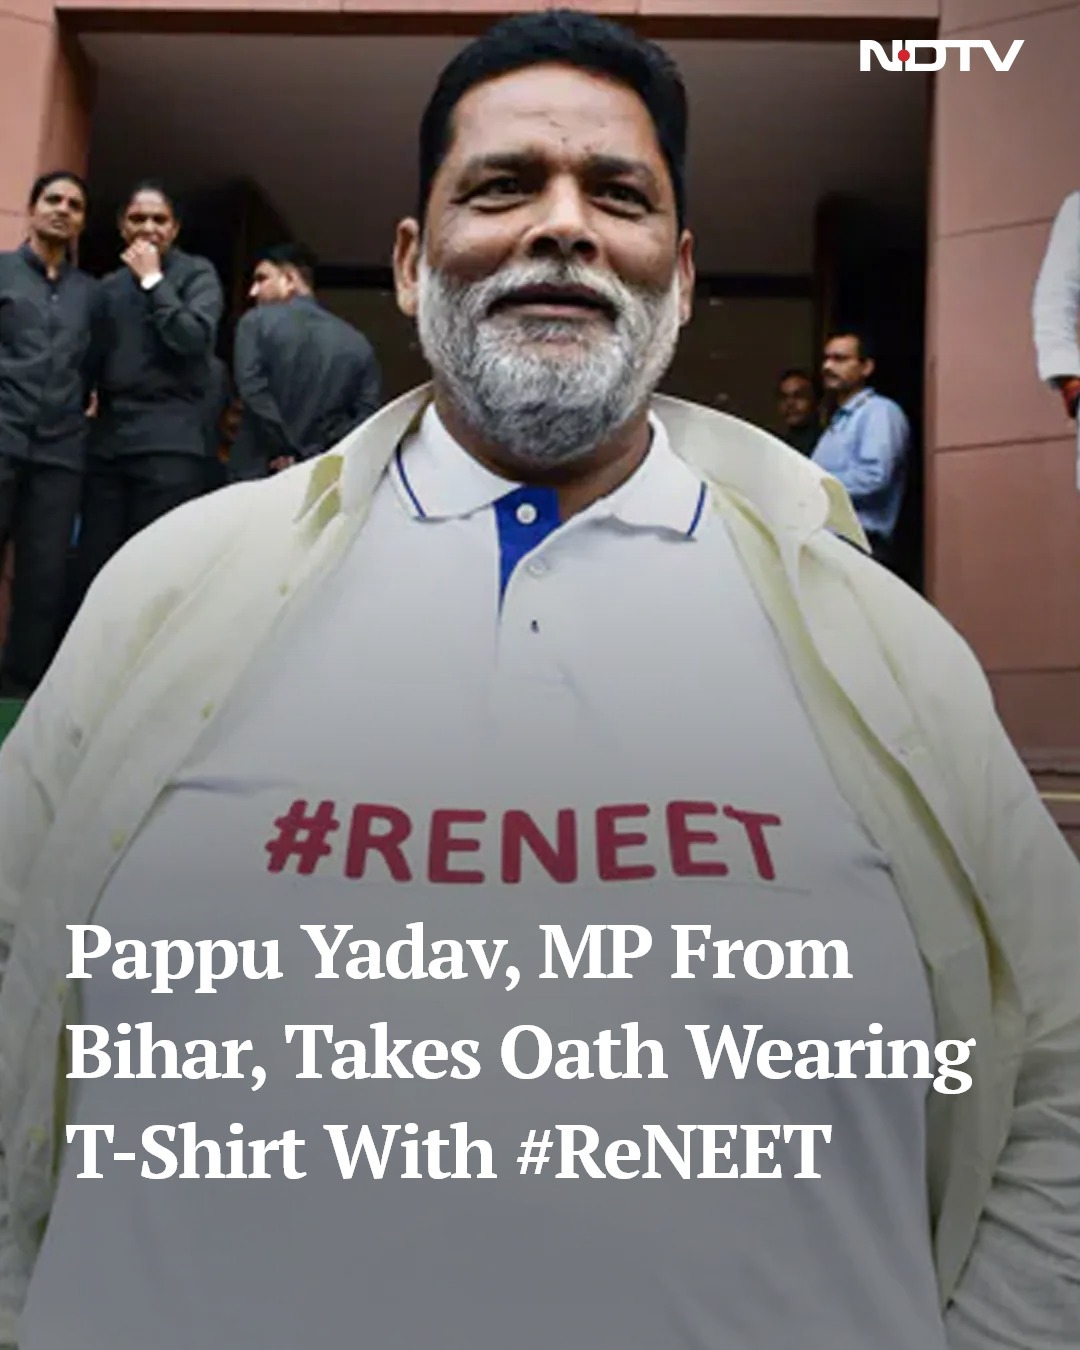 NDTV
#RENEET
Pappu Yadav, MP From
Bihar, Takes Oath Wearing
T-Shirt With #ReNEET